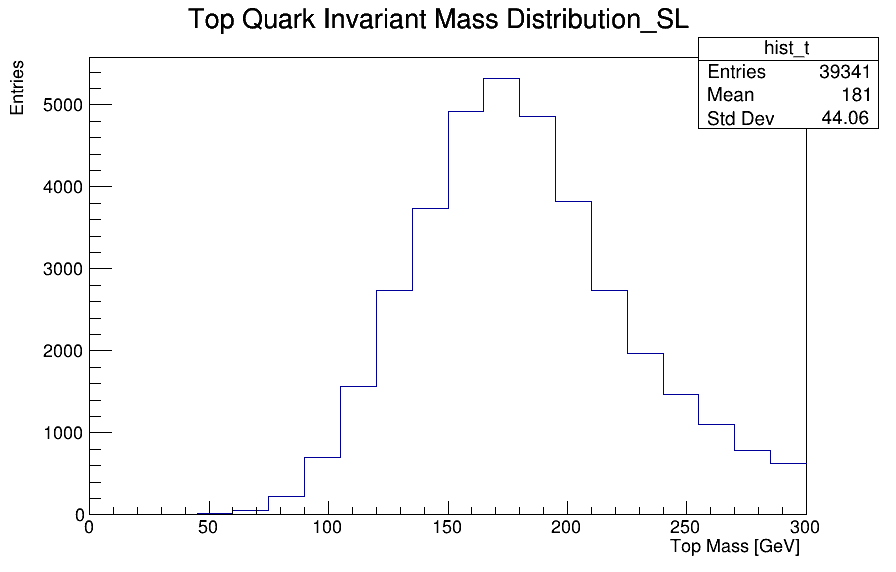 Top Quark Invariant Mass Distribution_SL
hist_t
Entries 39341
Mean 181
Std Dev 44.06
Entries
5000
4000
3000
2000
1000
0
0 50 100 150 200 250 300
Top Mass [GeV]